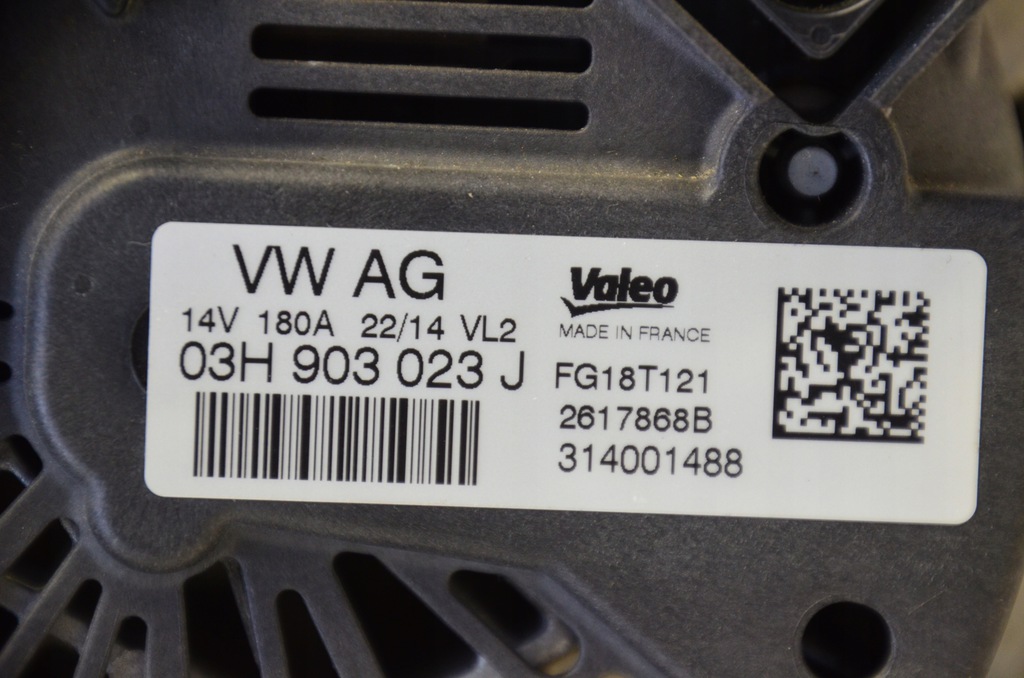 VW AG
14V 180A 22/14 VL2
03H 903 023 J
Valeo
MADE IN FRANCE
FG18T121
2617868B
314001488